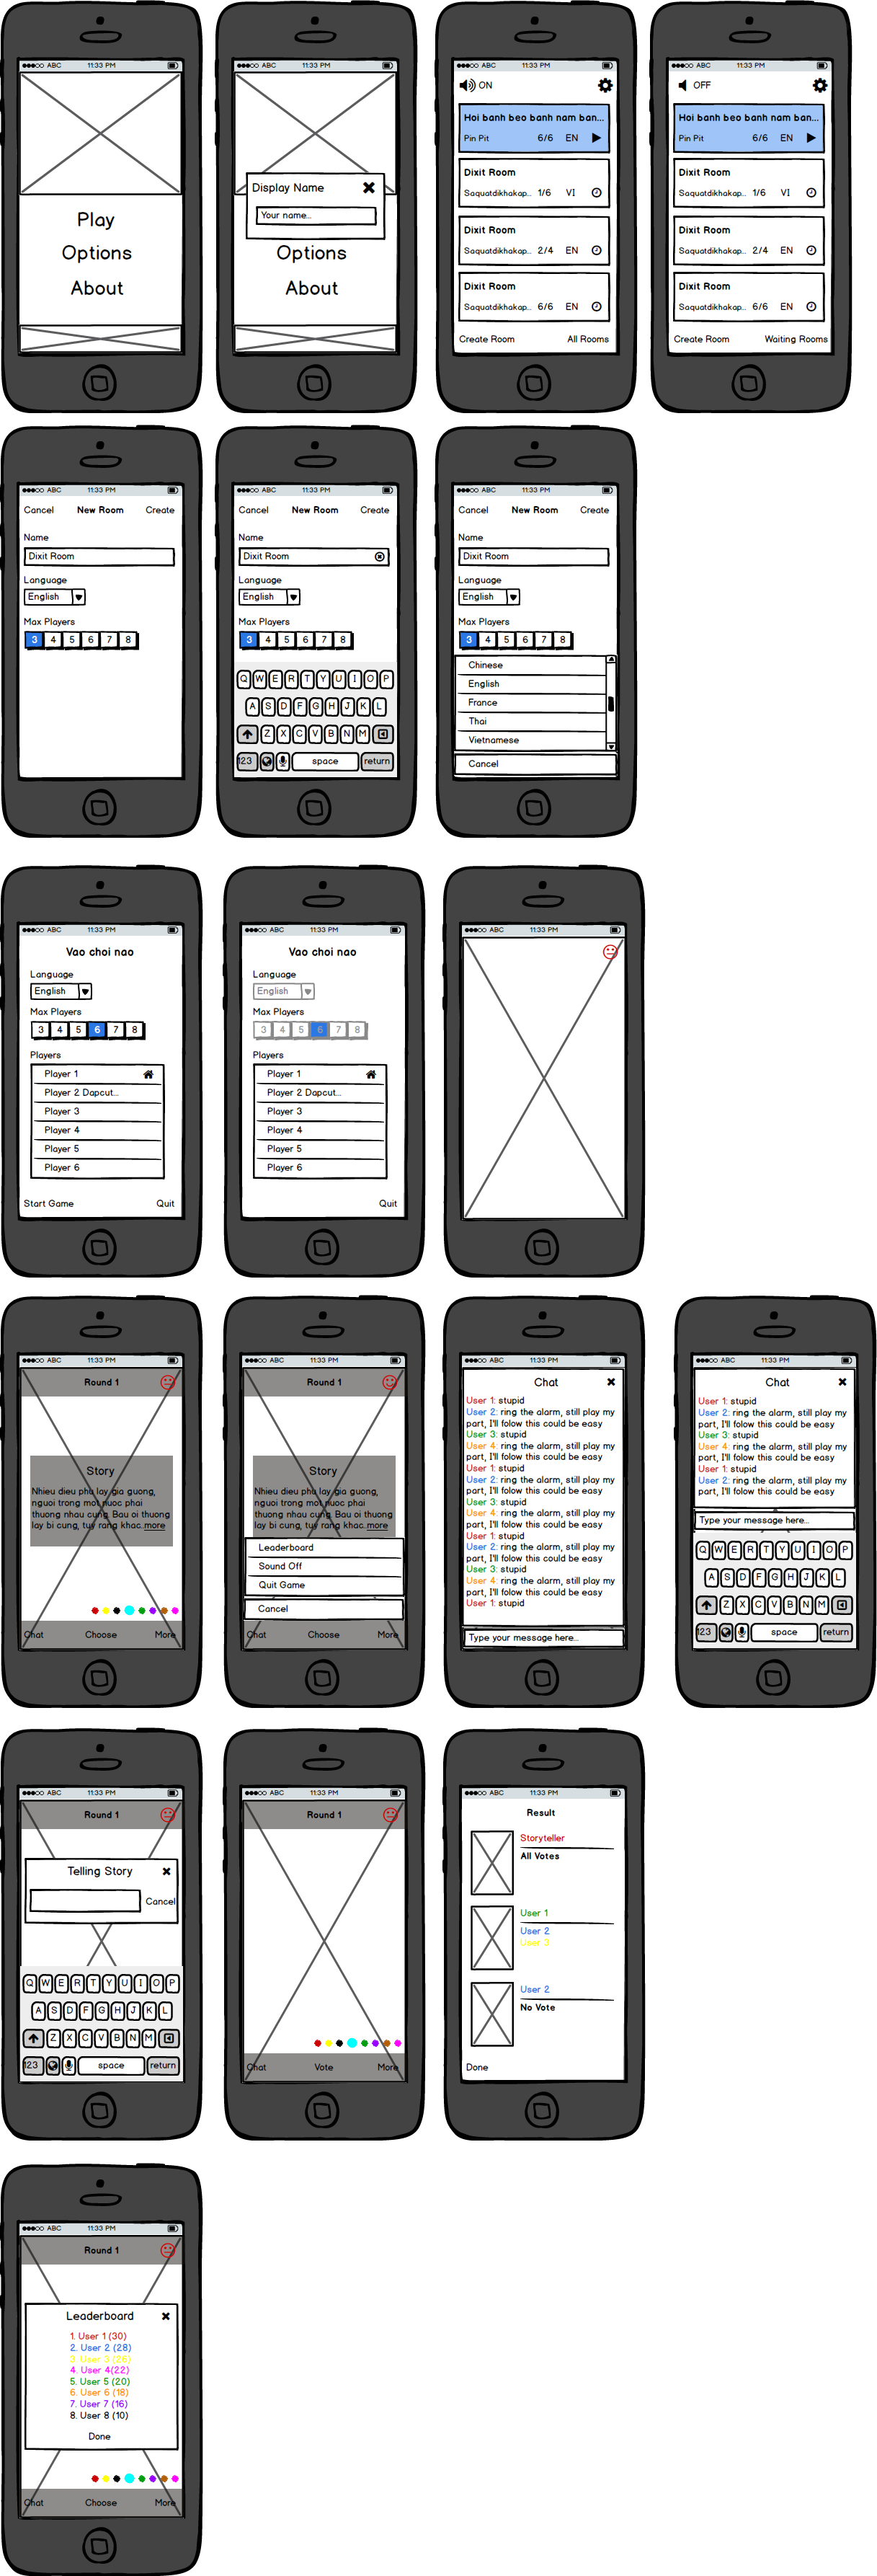 ABC 11:33 PM
Play
Options
About
ABC 11:33 PM
Display Name
Your name...
Options
About
ABC 11:33 PM
ON
Hoi banh beo banh nam ban...
Pin Pit 6/6 EN
Dixit Room
Saquatdikhakap... 1/6 VI
Dixit Room
Saquatdikhakap... 2/4 EN
Dixit Room
Saquatdikhakap... 6/6 EN
Create Room All Rooms
ABC 11:33 PM
OFF
Hoi banh beo banh nam ban...
Pin Pit 6/6 EN
Dixit Room
Saquatdikhakap... 1/6 VI
Dixit Room
Saquatdikhakap... 2/4 EN
Dixit Room
Saquatdikhakap... 6/6 EN
Create Room Waiting Rooms
ABC 11:33 PM
Cancel New Room Create
Name
Dixit Room
Language
English
Max Players
3 4 5 6 7 8
ABC 11:33 PM
Cancel New Room Create
Name
Dixit Room
Language
English
Max Players
3 4 5 6 7 8
Q W E R T Y U I O P
A S D F G H J K L
Z X C V B N M
123 space return
ABC 11:33 PM
Cancel New Room Create
Name
Dixit Room
Language
English
Max Players
3 4 5 6 7 8
Chinese
English
France
Thai
Vietnamese
Cancel
ABC 11:33 PM
Vao choi nao
Language
English
Max Players
3 4 5 6 7 8
Players
Player 1
Player 2 Dapcut...
Player 3
Player 4
Player 5
Player 6
Start Game Quit
ABC 11:33 PM
Vao choi nao
Language
English
Max Players
3 4 5 6 7 8
Players
Player 1
Player 2 Dapcut...
Player 3
Player 4
Player 5
Player 6
Quit
ABC 11:33 PM
ABC 11:33 PM
Round 1
Story
Nhieu dieu phu lay gia guong,
nguoi trong mot nuoc phai
thuong nhau cung. Bau oi thuong
lay bi cung, tuy rang khac. more
Chat Choose More
ABC 11:33 PM
Round 1
Story
Nhieu dieu phu lay gia guong,
nguoi trong mot nuoc phai
thuong nhau cung. Bau oi thuong
lay bi cung, tuy rang khac. more
Leaderboard
Sound Off
Quit Game
Cancel
Chat Choose More
ABC 11:33 PM
Chat
User 1: stupid
User 2: ring the alarm, still play my
part, I'll folow this could be easy
User 3: stupid
User 4: ring the alarm, still play my
part, I'll folow this could be easy
User 1: stupid
User 2: ring the alarm, still play my
part, I'll folow this could be easy
User 3: stupid
User 4: ring the alarm, still play my
part, I'll folow this could be easy
User 1: stupid
User 2: ring the alarm, still play my
part, I'll folow this could be easy
User 3: stupid
User 4: ring the alarm, still play my
part, I'll folow this could be easy
User 1: stupid
Type your message here...
ABC 11:33 PM
Chat
User 1: stupid
User 2: ring the alarm, still play my
part, I'll folow this could be easy
User 3: stupid
User 4: ring the alarm, still play my
part, I'll folow this could be easy
User 1: stupid
User 2: ring the alarm, still play my
part, I'll folow this could be easy
Type your message here...
Q W E R T Y U I O P
A S D F G H J K L
Z X C V B N M
123 space return
ABC 11:33 PM
Round 1
Telling Story
Cancel
Q W E R T Y U I O P
A S D F G H J K L
Z X C V B N M
123 space return
ABC 11:33 PM
Round 1
Chat Vote More
ABC 11:33 PM
Result
Storyteller
All Votes
User 1
User 2
User 3
User 2
No Vote
Done
ABC 11:33 PM
Round 1
Leaderboard
1. User 1 (30)
2. User 2 (28)
3. User 3 (26)
4. User 4(22)
5. User 5 (20)
6. User 6 (18)
7. User 7 (16)
8. User 8 (10)
Done
Chat Choose More